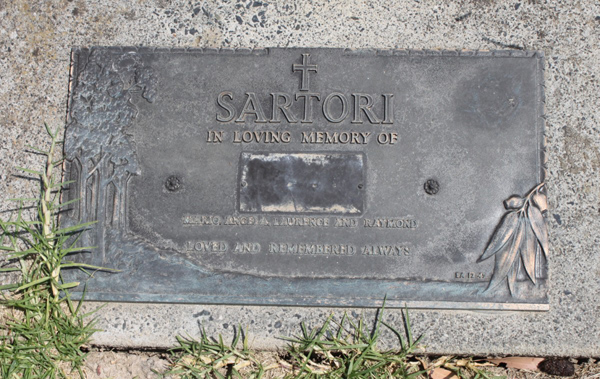 SARTORI
IN LOVING MEMORY OF
LAURENCE AND RAYMOND
LOVED AND REMEMBERED ALWAYS